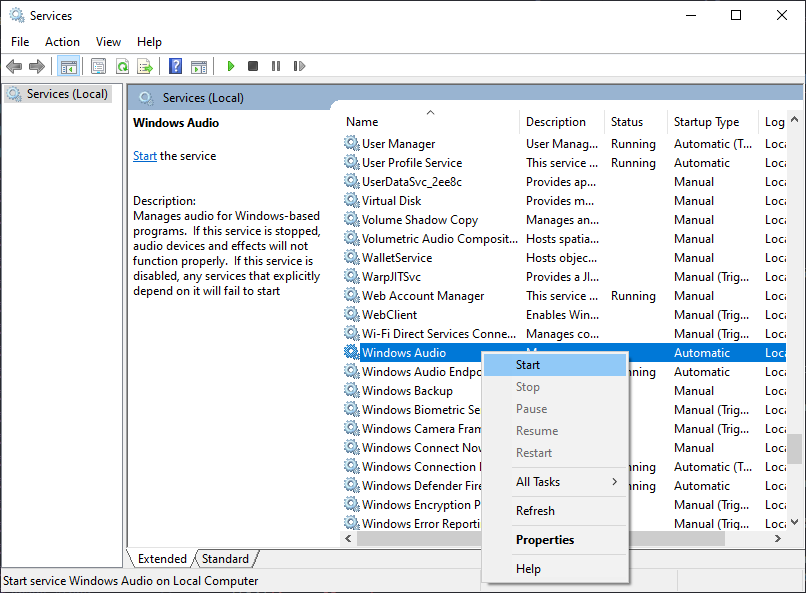 Services
File Action View Help
Services (Local)
Services (Local)
Windows Audio
Start the service
Description:
Manages audio for Windows-based
programs. If this service is stopped,
audio devices and effects will not
function properly. If this service is
disabled, any services that explicitly
depend on it will fail to start
Name Description Status Startup Type Log
User Manager User Manag... Running Automatic (T... Loca
User Profile Service This service ... Running Automatic Loca
UserDataSvc_2ee8c Provides ap... Manual Loca
Virtual Disk Provides m... Manual Loca
Volume Shadow Copy Manages an... Manual Loca
Volumetric Audio Composit... Hosts spatia... Manual Loca
WalletService Hosts objec... Manual Loca
WarpJITSvc Provides a JI... Manual (Trig... Loca
Web Account Manager This service ... Running Manual Loca
WebClient Enables Win... Manual (Trig... Loca
Wi-Fi Direct Services Conne... Manages co... Manual (Trig... Loca
Windows Audio Automatic Loca
Windows Audio Endpo nning Automatic Loca
Windows Backup Manual Loca
Windows Biometric Se Manual (Trig... Loca
Windows Camera Fram Manual (Trig... Loca
Windows Connect Now Manual Loca
Windows Connection nning Automatic (T... Loca
Windows Defender Fire nning Automatic Loca
Windows Encryption P Manual (Trig... Loca
Windows Error Reporti Manual (Trig... Loca
Start
Stop
Pause
Resume
Restart
All Tasks
Refresh
Properties
Help
Extended Standard
Start service Windows Audio on Local Computer